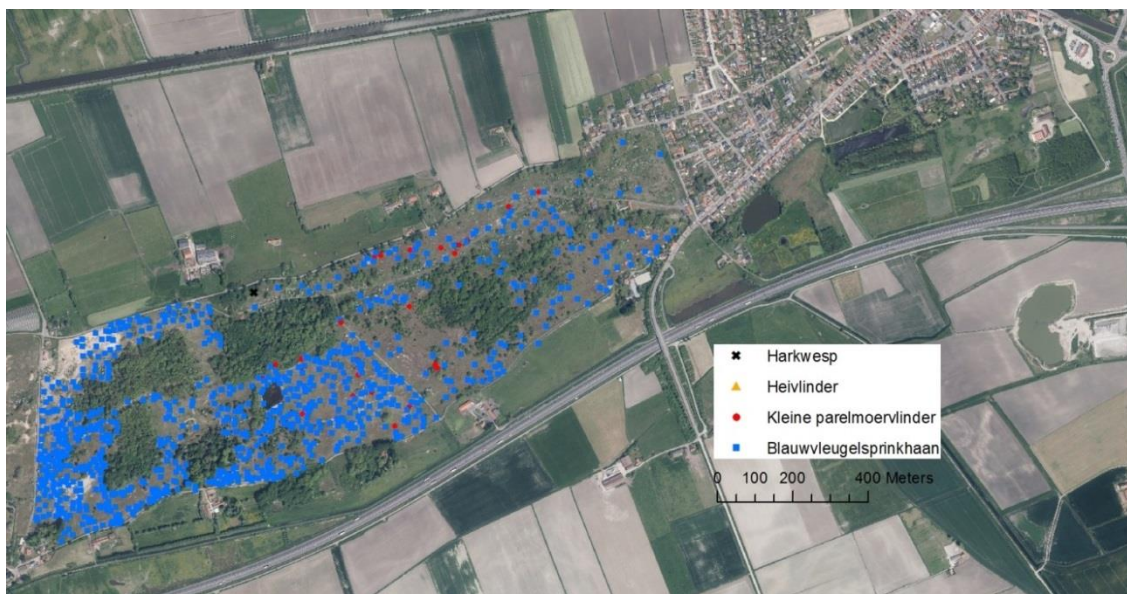 Harkwesp
Heivlinder
Kleine parelmoervlinder
Blauwvleugelsprinkhaan
0 100 200 400 Meters